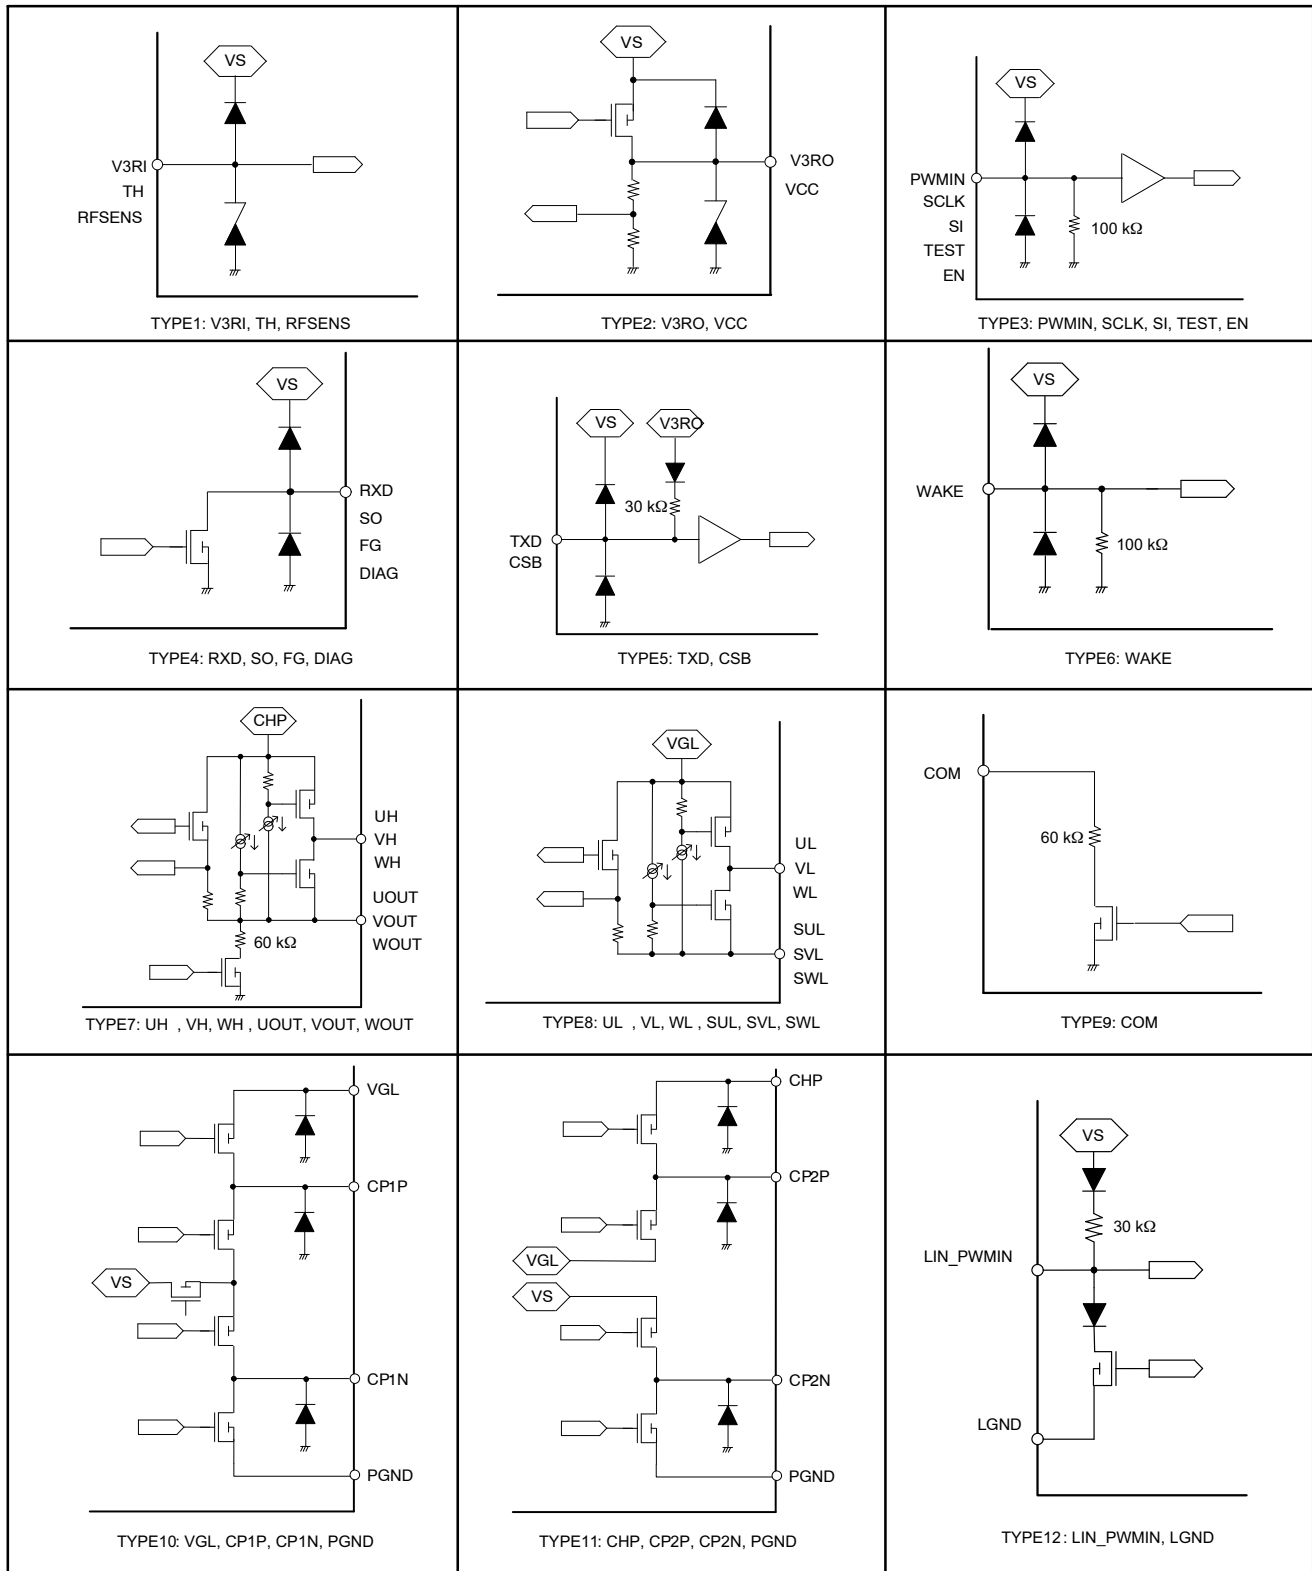 VS
V3RI
TH
RFSENS
TYPE1: V3RI, TH, RFSENS
VS
V3RO
VCC
TYPE2: V3RO, VCC
VS
PWMIN
SCLK
SI
TEST
EN
100 kΩ
TYPE3: PWMIN, SCLK, SI, TEST, EN
VS
RXD
SO
FG
DIAG
TYPE4: RXD, SO, FG, DIAG
VS
V3RO
30 kΩ
TXD
CSB
TYPE5: TXD, CSB
VS
WAKE
100 kΩ
TYPE6: WAKE
CHP
UH
VH
WH
UOUT
VOUT
WOUT
60 kΩ
TYPE7: UH , VH, WH , UOUT, VOUT, WOUT
VGL
UL
VL
WL
SUL
SVL
SWL
TYPE8: UL , VL, WL , SUL, SVL, SWL
COM
60 kΩ
TYPE9: COM
VGL
CP1P
VS
CP1N
PGND
TYPE10: VGL, CP1P, CP1N, PGND
CHP
CP2P
VGL
VS
CP2N
PGND
TYPE11: CHP, CP2P, CP2N, PGND
VS
30 kΩ
LIN_PWMIN
LGND
TYPE12: LIN_PWMIN, LGND